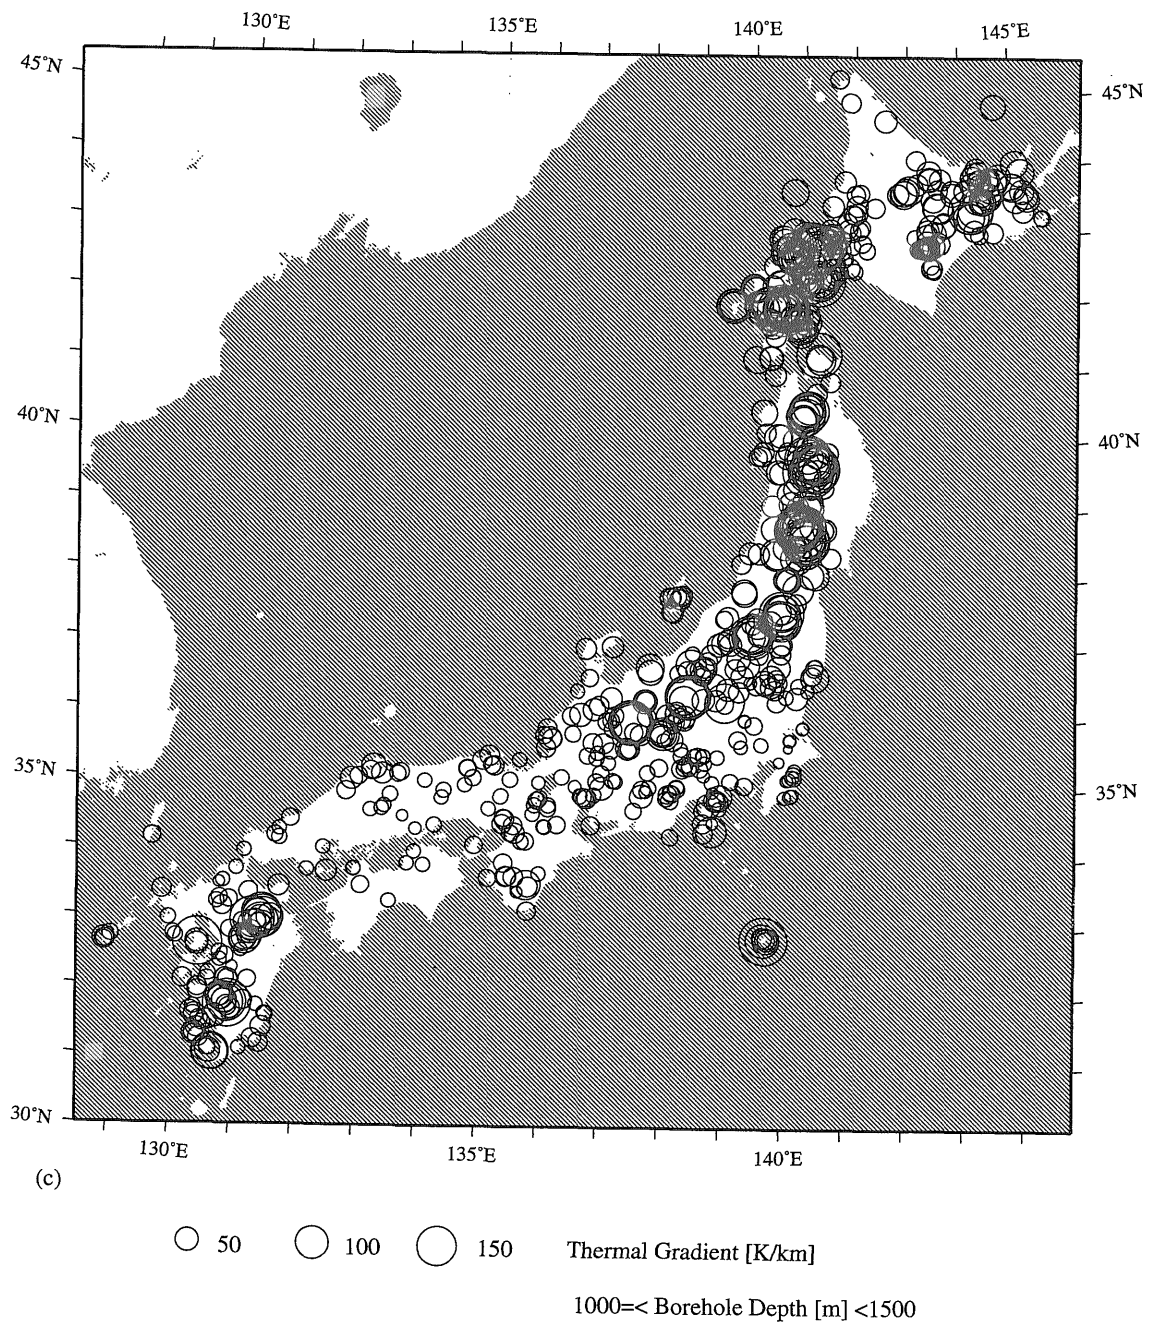 130˚E 135˚E 140˚E 145˚E
45˚N 45˚N
40˚N 40˚N
35˚N 35˚N
30˚N
130˚E 135˚E 140˚E
(c)
50 100 150 Thermal Gradient [K/km]
1000=< Borehole Depth [m] <1500